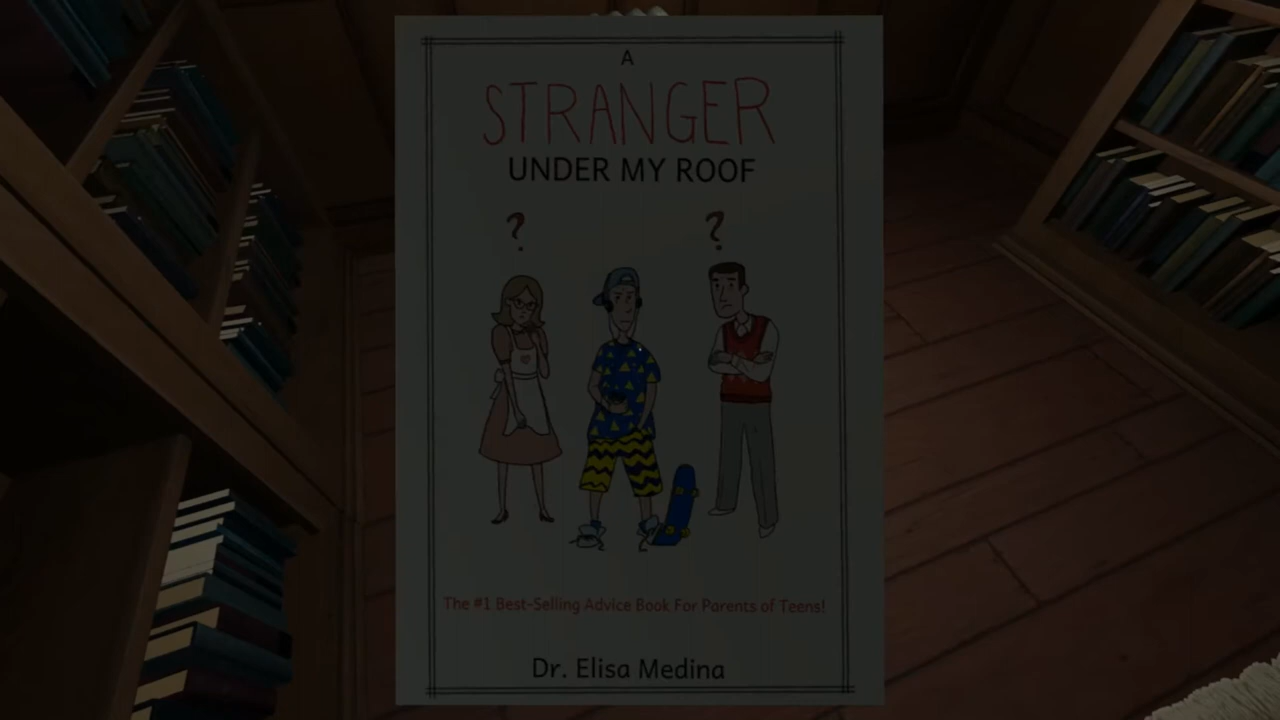 A
STRANGER
UNDER MY ROOF
? ?
The #1 Best-Selling Advice Book For Parents of Teens!
Dr. Elisa Medina